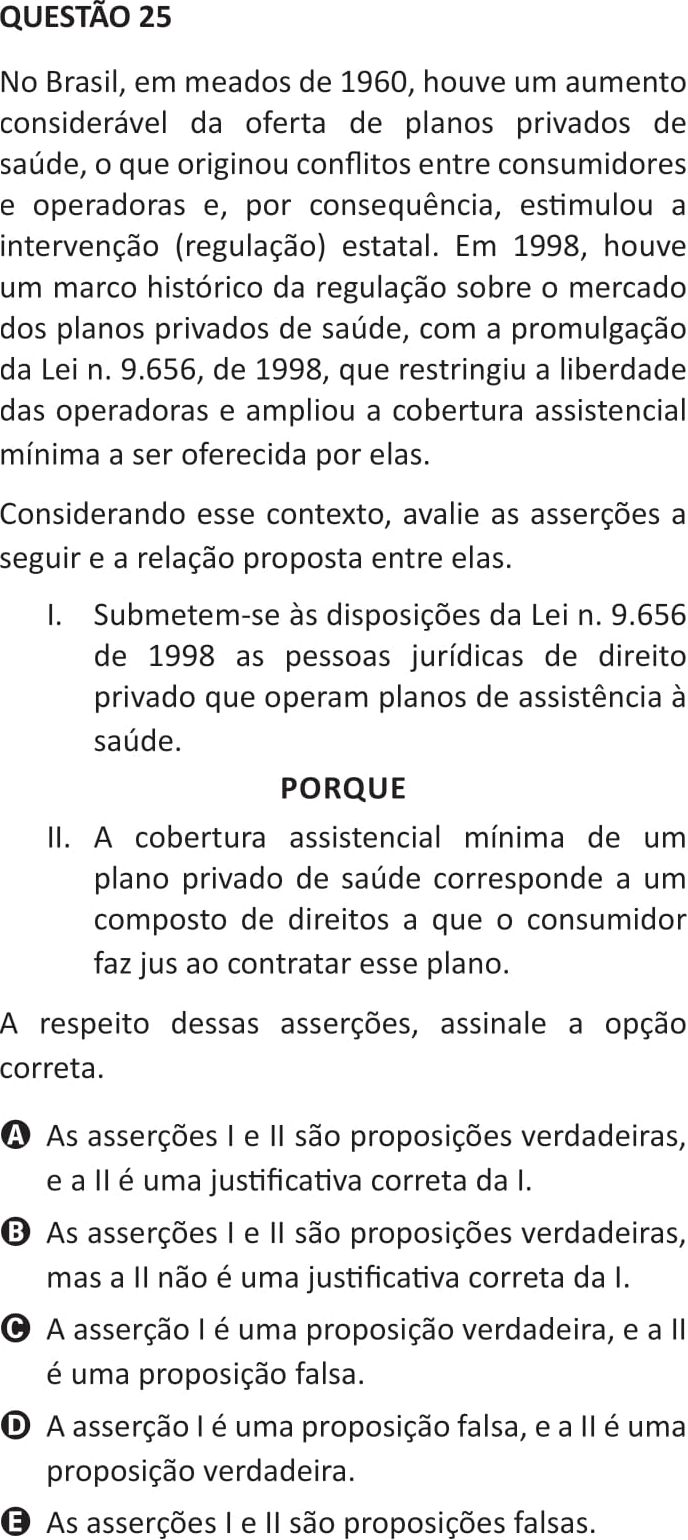 QUESTÃO 25
No Brasil, em meados de 1960, houve um aumento
considerável da oferta de planos privados de
saúde, o que originou conflitos entre consumidores
e operadoras e, por consequência, estimulou a
intervenção (regulação) estatal. Em 1998, houve
um marco histórico da regulação sobre o mercado
dos planos privados de saúde, com a promulgação
da Lei n. 9.656, de 1998, que restringiu a liberdade
das operadoras e ampliou a cobertura assistencial
mínima a ser oferecida por elas.
Considerando esse contexto, avalie as asserções a
seguir e a relação proposta entre elas.
I. Submetem-se às disposições da Lei n. 9.656
de 1998 as pessoas jurídicas de direito
privado que operam planos de assistência à
saúde.
PORQUE
II. A cobertura assistencial mínima de um
plano privado de saúde corresponde a um
composto de direitos a que o consumidor
faz jus ao contratar esse plano.
A respeito dessas asserções, assinale a opção
correta.
A As asserções I e II são proposições verdadeiras,
e a II é uma justificativa correta da I.
B As asserções I e II são proposições verdadeiras,
mas a II não é uma justificativa correta da I.
C A asserção I é uma proposição verdadeira, e a II
é uma proposição falsa.
D A asserção I é uma proposição falsa, e a II é uma
proposição verdadeira.
E As asserções I e II são proposições falsas.